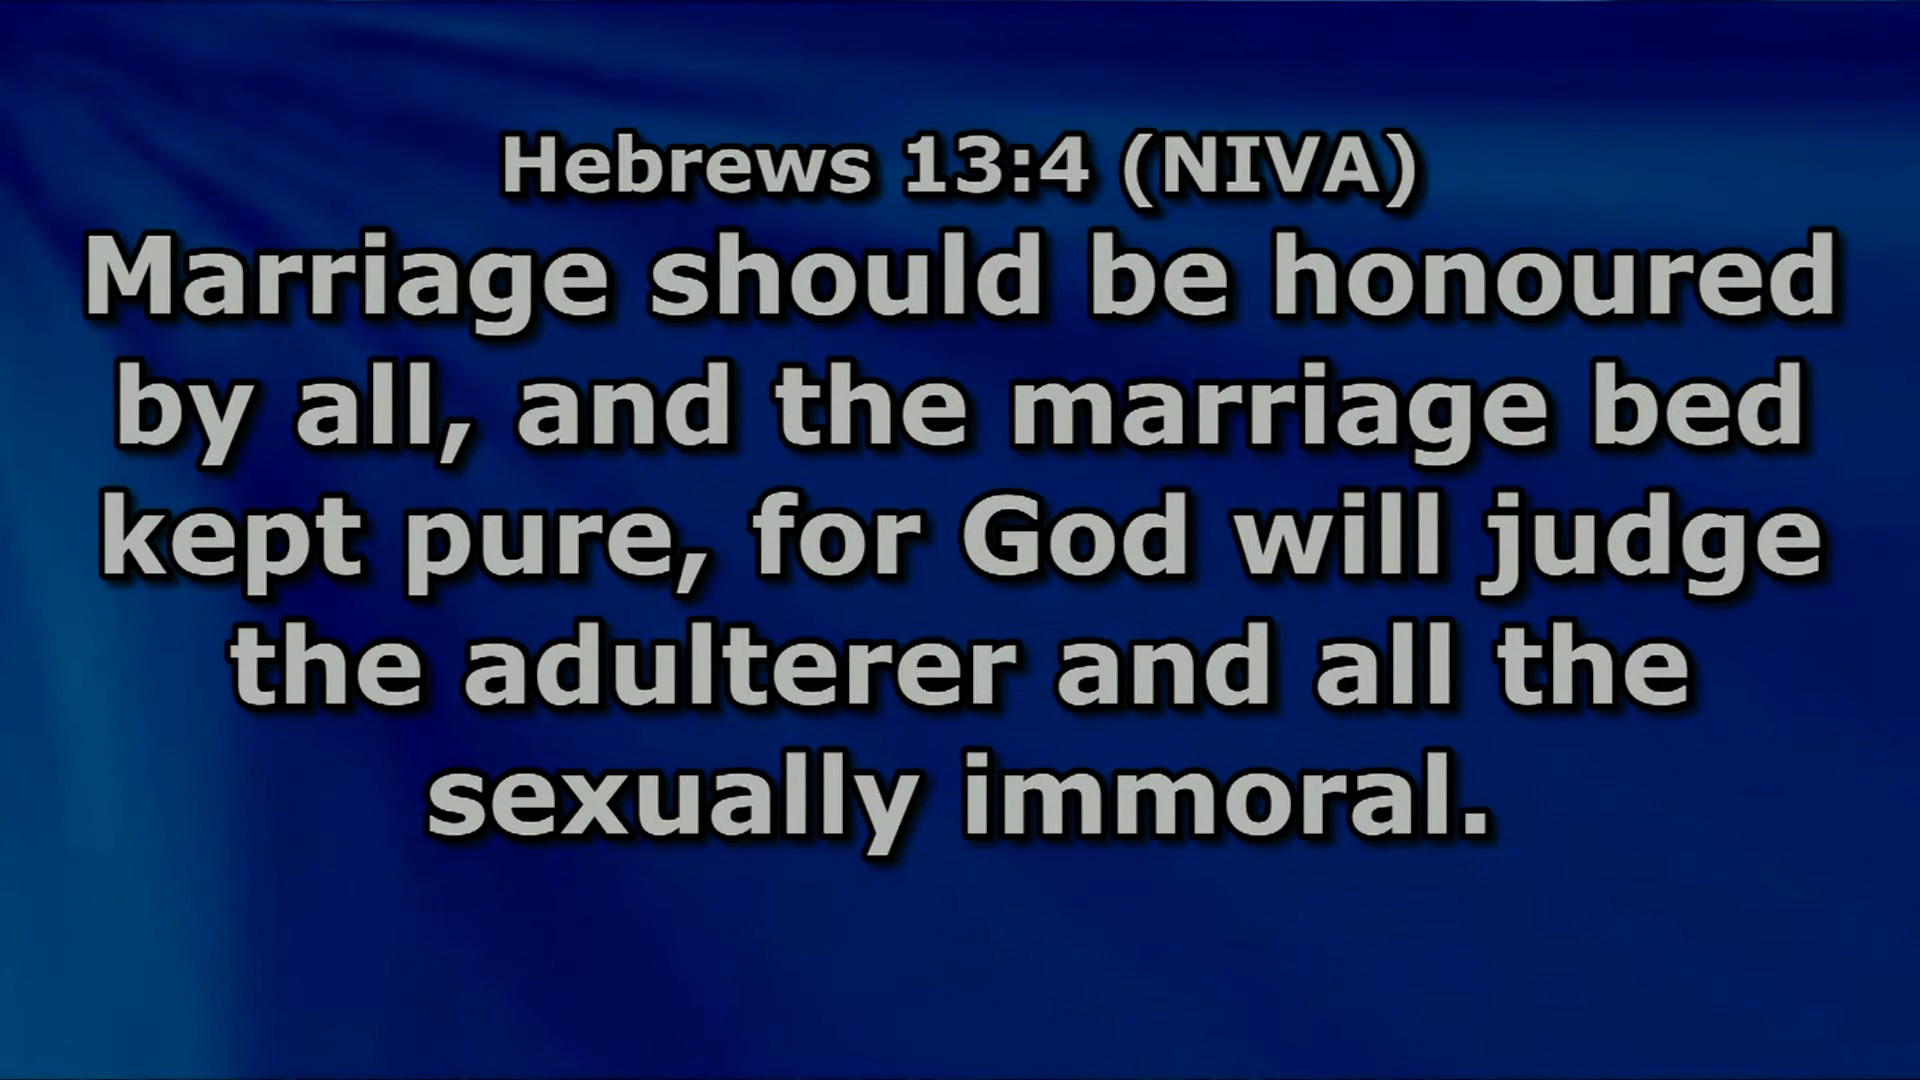 Hebrews 13:4 (NIVA)
Marriage should be honoured
by all, and the marriage bed
kept pure, for God will judge
the adulterer and all the
sexually immoral.